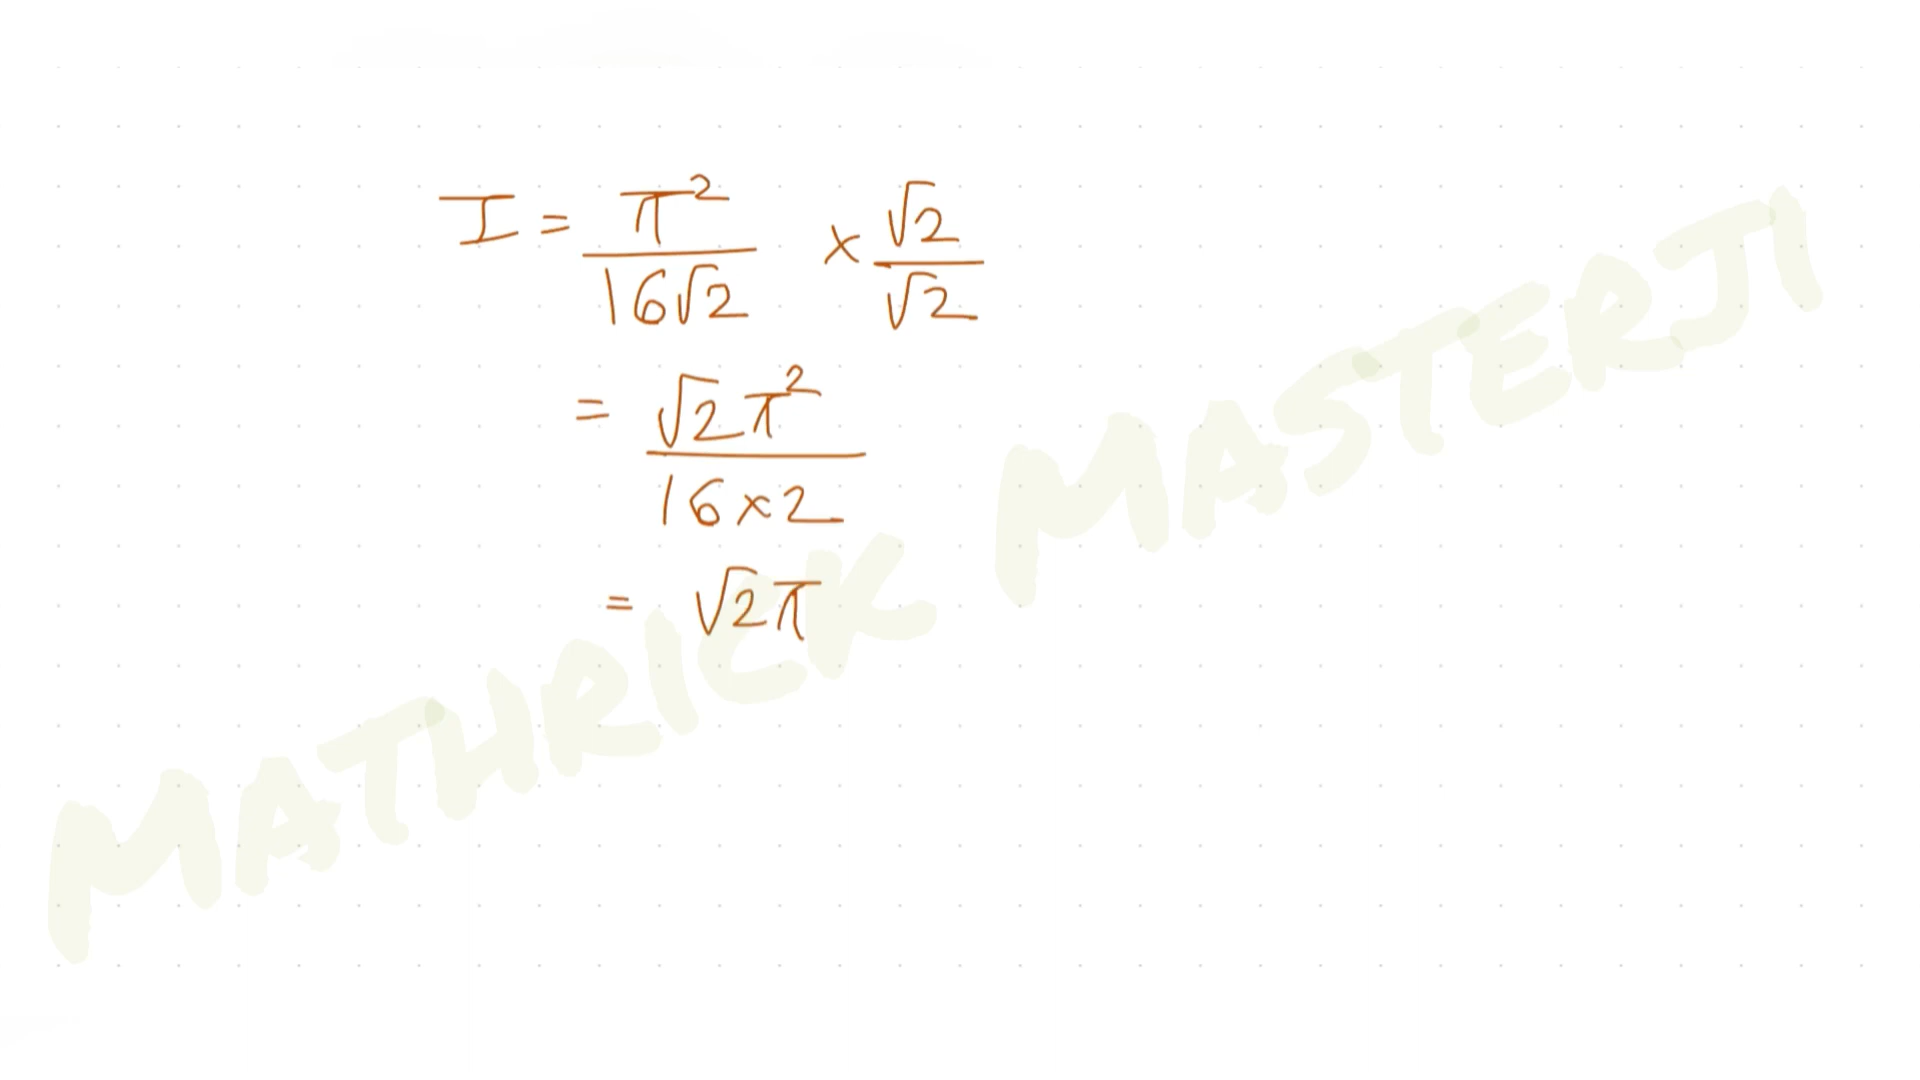 I = π²/16√2 × √2/√2
= √2π²/16×2
= √2π
MATHRICK MASTERJI